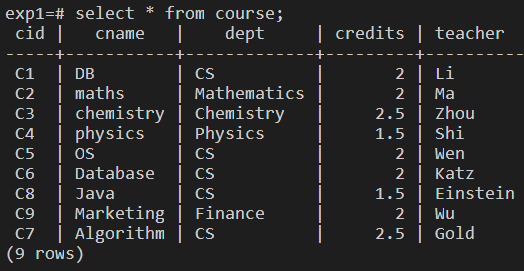 exp1=# select * from course;
 cid |   cname   |    dept     | credits | teacher
-----+-----------+-------------+---------+----------
 C1  | DB        | CS          |       2 | Li
 C2  | maths     | Mathematics |       2 | Ma
 C3  | chemistry | Chemistry   |     2.5 | Zhou
 C4  | physics   | Physics     |     1.5 | Shi
 C5  | OS        | CS          |       2 | Wen
 C6  | Database  | CS          |       2 | Katz
 C8  | Java      | CS          |     1.5 | Einstein
 C9  | Marketing | Finance     |       2 | Wu
 C7  | Algorithm | CS          |     2.5 | Gold
(9 rows)